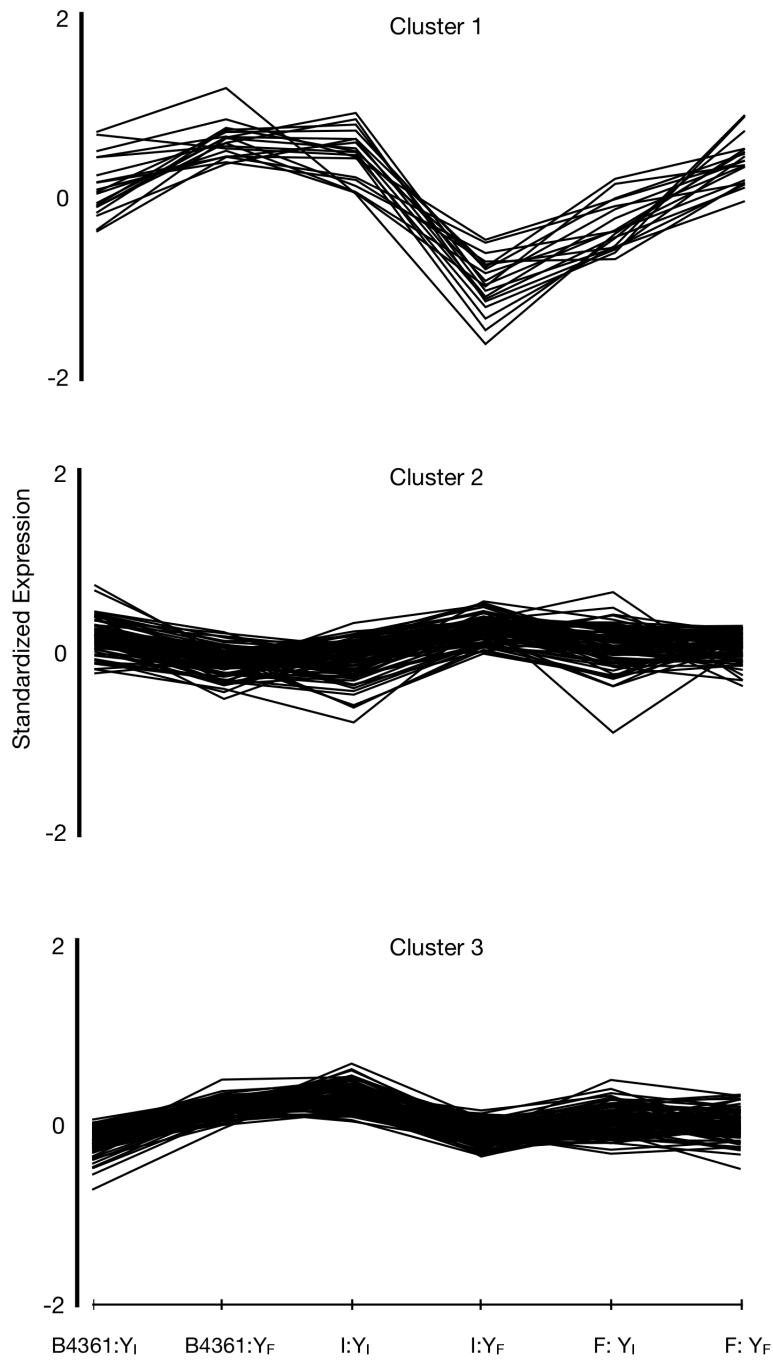 2
Cluster 1
0
-2
2
Cluster 2
Standardized Expression
0
-2
2
Cluster 3
0
-2
B4361:YI B4361:YF I:YI I:YF F: YI F: YF